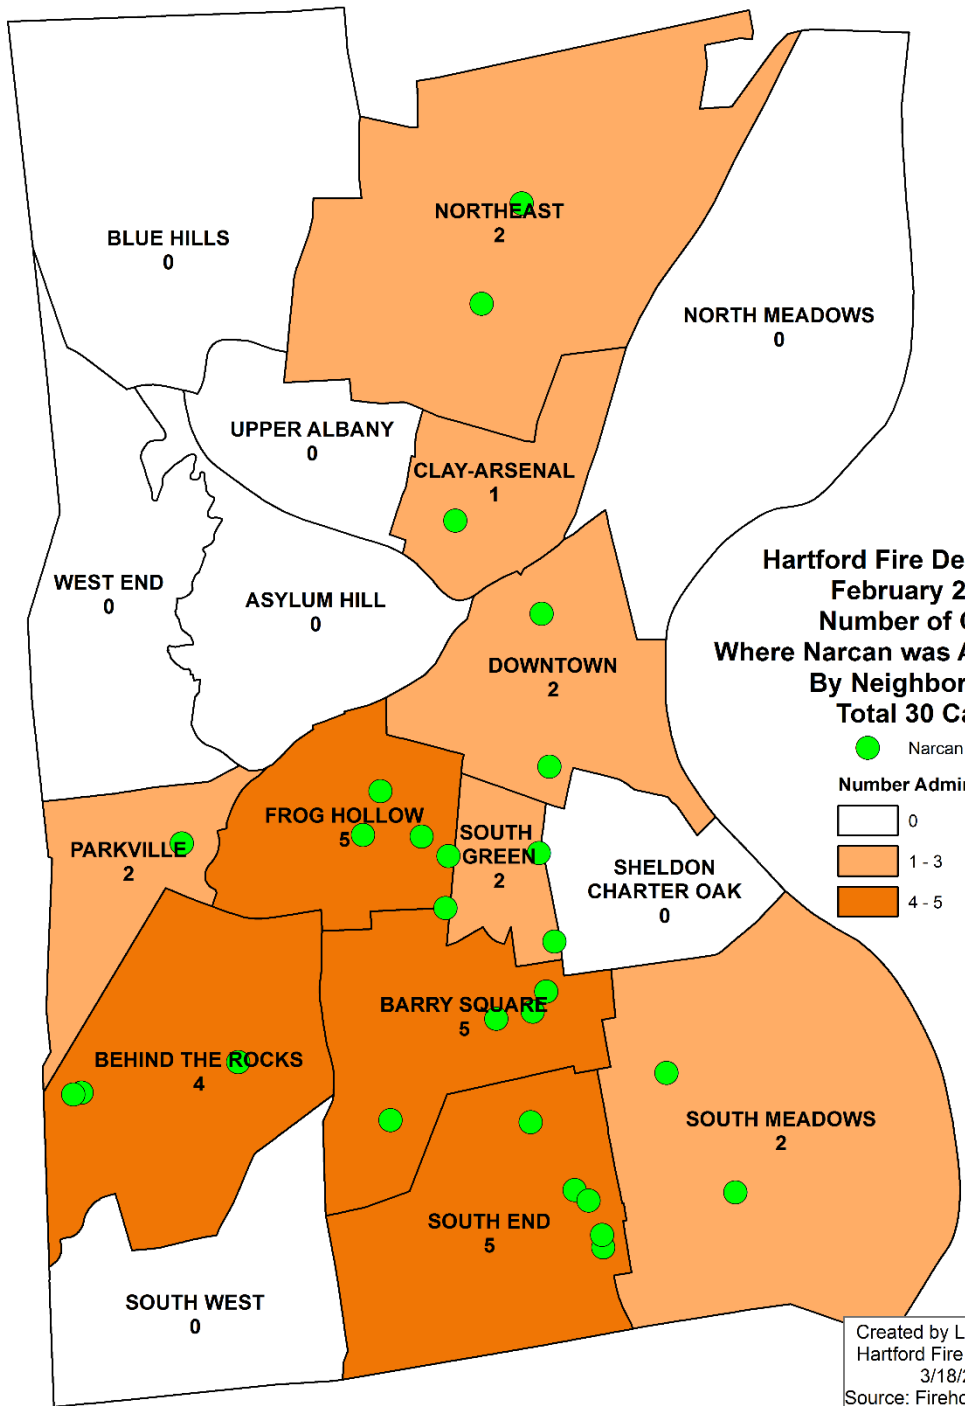 NORTHEAST
2
BLUE HILLS
0
NORTH MEADOWS
0
UPPER ALBANY
0
CLAY-ARSENAL
1
WEST END
0
ASYLUM HILL
0
DOWNTOWN
2
Hartford Fire De
February 2
Number of
Where Narcan was A
By Neighbor
Total 30 Ca
Narcan
Number Admi
0
1 - 3
4 - 5
FROG HOLLOW
5
SOUTH
GREEN
2
PARKVILLE
2
SHELDON
CHARTER OAK
0
BARRY SQUARE
5
BEHIND THE ROCKS
4
SOUTH MEADOWS
2
SOUTH END
5
SOUTH WEST
0
Created by L
Hartford Fire
3/18/2
Source: Fireho